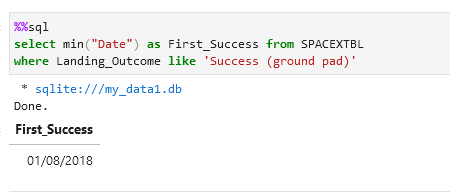 %%sql
select min("Date") as First_Success from SPACEXTBL
where Landing_Outcome like 'Success (ground pad)'
* sqlite:///my_data1.db
Done.
First_Success
01/08/2018